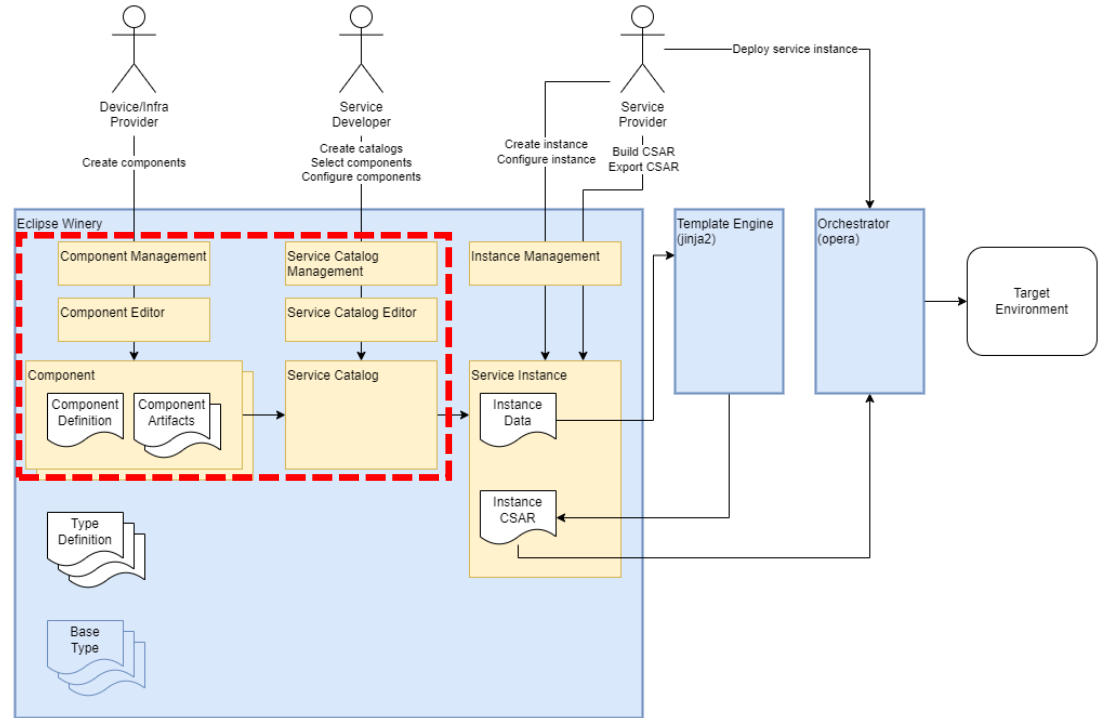 Device/Infra
Provider
Service
Developer
Service
Provider
Deploy service instance
Create components
Create catalogs
Select components
Configure components
Create instance
Configure instance
Build CSAR
Export CSAR
Eclipse Winery
Component Management
Service Catalog
Management
Instance Management
Template Engine
(jinja2)
Orchestrator
(opera)
Component Editor
Service Catalog Editor
Target
Environment
Component
Component
Definition
Component
Artifacts
Service Catalog
Service Instance
Instance
Data
Instance
CSAR
Type
Definition
Base
Type